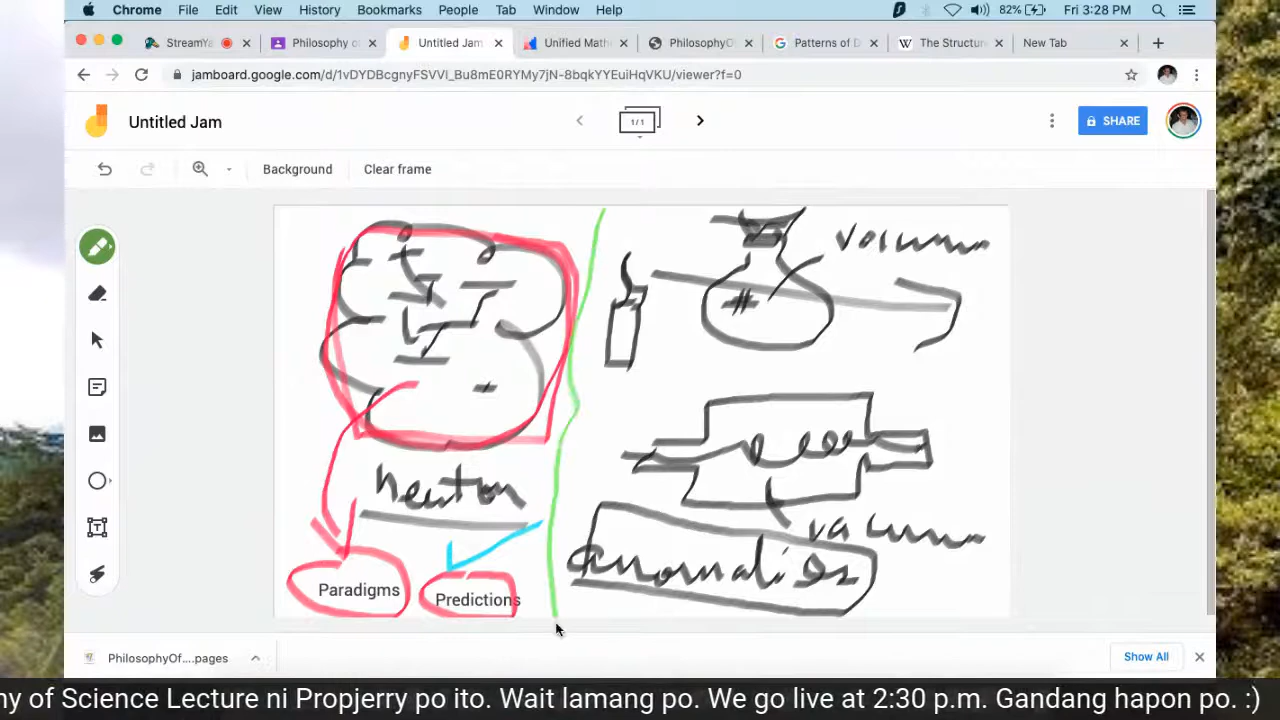 Chrome File Edit View History Bookmarks People Tab Window Help 82% Fri 3:28 PM
StreamYa Philosophy o Untitled Jam Unified Math PhilosophyO Patterns of D The Structure New Tab
jamboard.google.com/d/1vDYDBcgnyFSVVI_Bu8mE0RYMy7jN-8bqkYYEuiHqVKU/viewer?f=0
Untitled Jam
1/1
SHARE
Background Clear frame
vacuum
newton
vacuum
Anomalies
Paradigms Predictions
PhilosophyOf....pages
Show All
ny of Science Lecture ni Propjerry po ito. Wait lamang po. We go live at 2:30 p.m. Gandang hapon po. :)